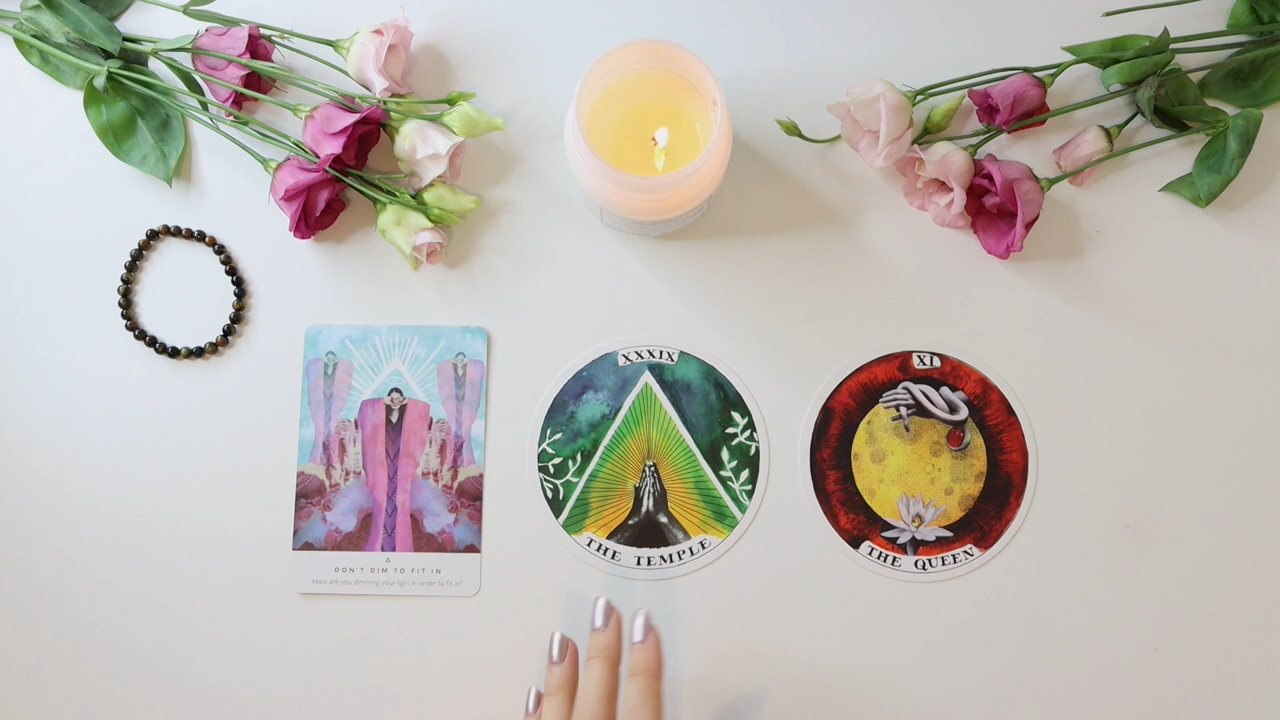 DON'T DIM TO FIT IN
How are you dimming your light in order to fit in?
XXXIX
THE TEMPLE
XI
THE QUEEN